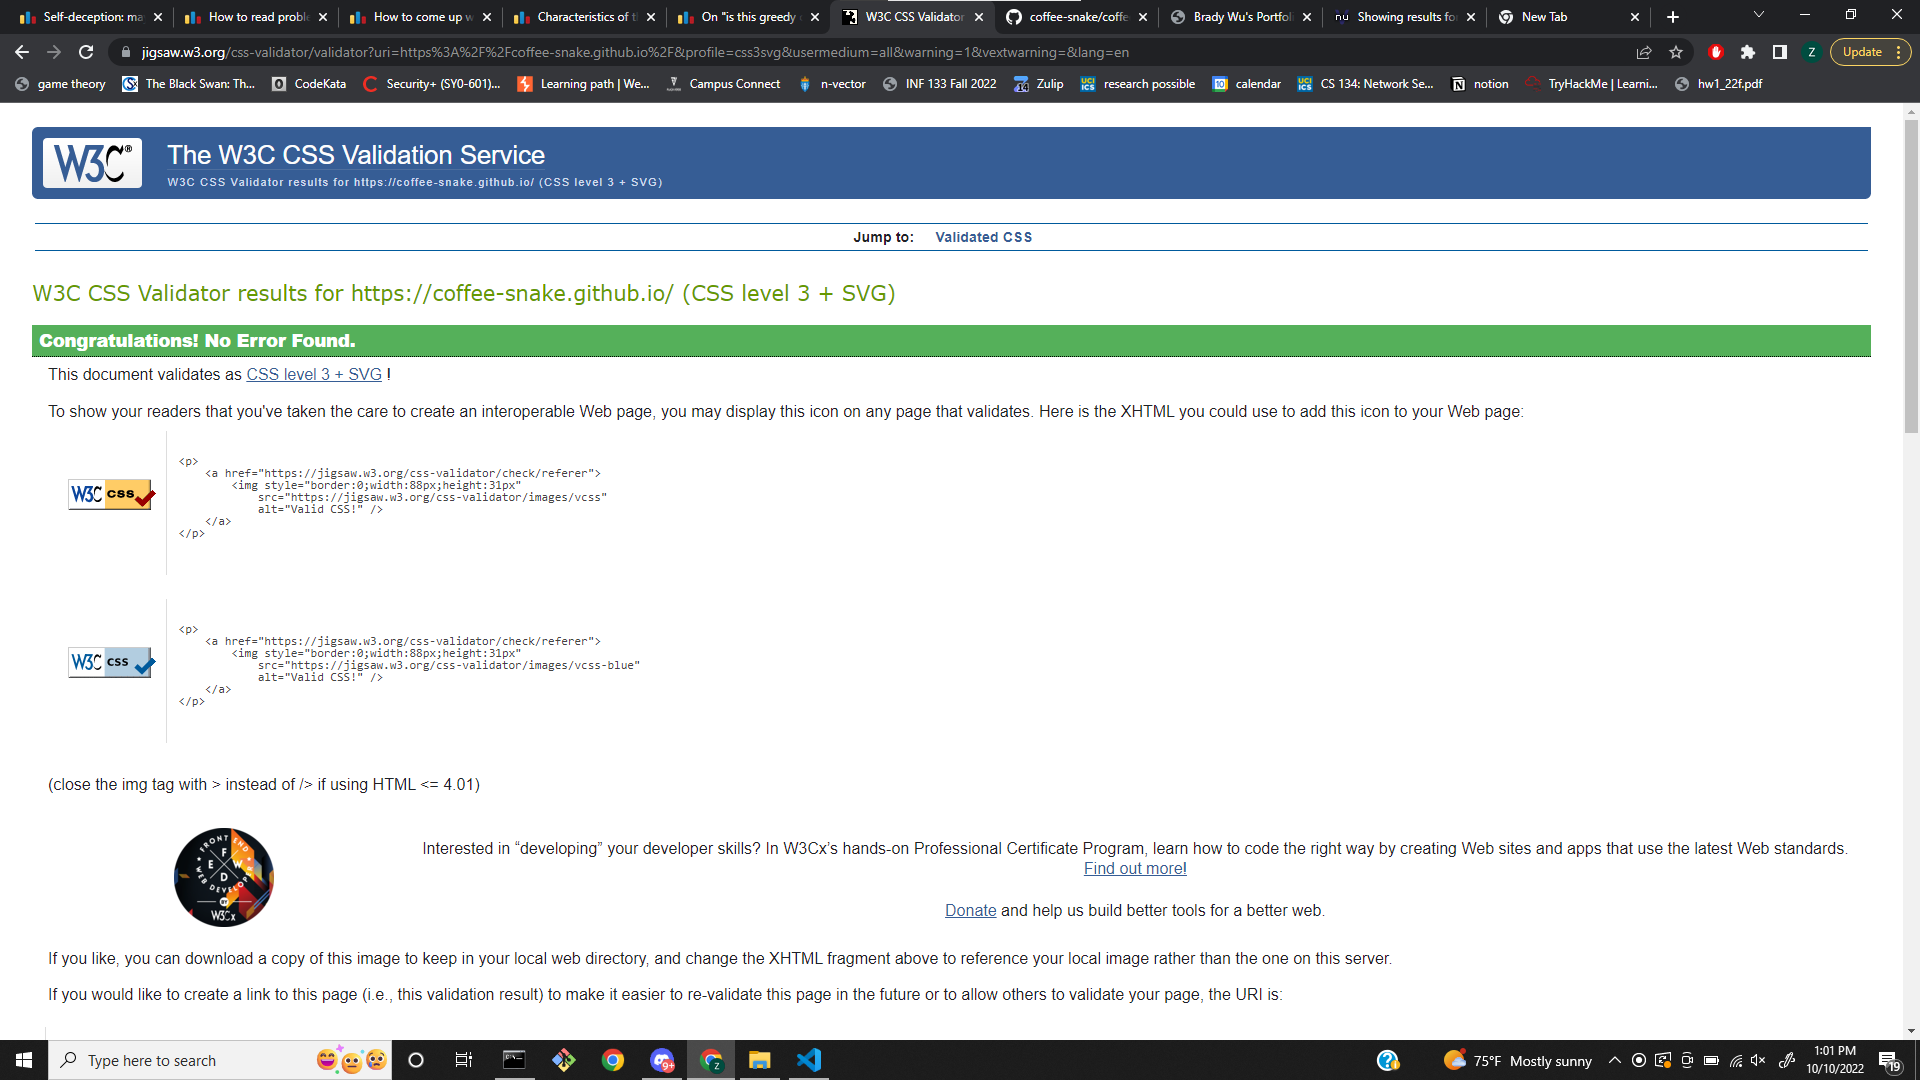 Self-deception: ma
How to read proble
How to come up w
Characteristics of t
On "is this greedy
W3C CSS Validator
coffee-snake/coffe
Brady Wu's Portfoli
nu Showing results fo
New Tab
jigsaw.w3.org/css-validator/validator?uri=https%3A%2F%2Fcoffee-snake.github.io%2F&profile=css3svg&usermedium=all&warning=1&vextwarning=&lang=en
Z
Update
game theory
The Black Swan: Th...
CodeKata
Security+ (SY0-601)...
Learning path | We...
Campus Connect
n-vector
INF 133 Fall 2022
Zulip
research possible
calendar
CS 134: Network Se...
notion
TryHackMe | Learni...
hw1_22f.pdf
W3C®
The W3C CSS Validation Service
W3C CSS Validator results for https://coffee-snake.github.io/ (CSS level 3 + SVG)
Jump to: Validated CSS
W3C CSS Validator results for https://coffee-snake.github.io/ (CSS level 3 + SVG)
Congratulations! No Error Found.
This document validates as CSS level 3 + SVG !
To show your readers that you've taken the care to create an interoperable Web page, you may display this icon on any page that validates. Here is the XHTML you could use to add this icon to your Web page:
W3C CSS
<p>
<a href="https://jigsaw.w3.org/css-validator/check/referer">
<img style="border:0;width:88px;height:31px"
src="https://jigsaw.w3.org/css-validator/images/vcss"
alt="Valid CSS!" />
</a>
</p>
W3C CSS
<p>
<a href="https://jigsaw.w3.org/css-validator/check/referer">
<img style="border:0;width:88px;height:31px"
src="https://jigsaw.w3.org/css-validator/images/vcss-blue"
alt="Valid CSS!" />
</a>
</p>
(close the img tag with > instead of /> if using HTML <= 4.01)
FRONT END
F E W D
WEB DEVELOPER
BY
W3Cx
Interested in “developing” your developer skills? In W3Cx’s hands-on Professional Certificate Program, learn how to code the right way by creating Web sites and apps that use the latest Web standards.
Find out more!
Donate and help us build better tools for a better web.
If you like, you can download a copy of this image to keep in your local web directory, and change the XHTML fragment above to reference your local image rather than the one on this server.
If you would like to create a link to this page (i.e., this validation result) to make it easier to re-validate this page in the future or to allow others to validate your page, the URI is:
Type here to search
9+
Z
75°F Mostly sunny
1:01 PM
10/10/2022
19